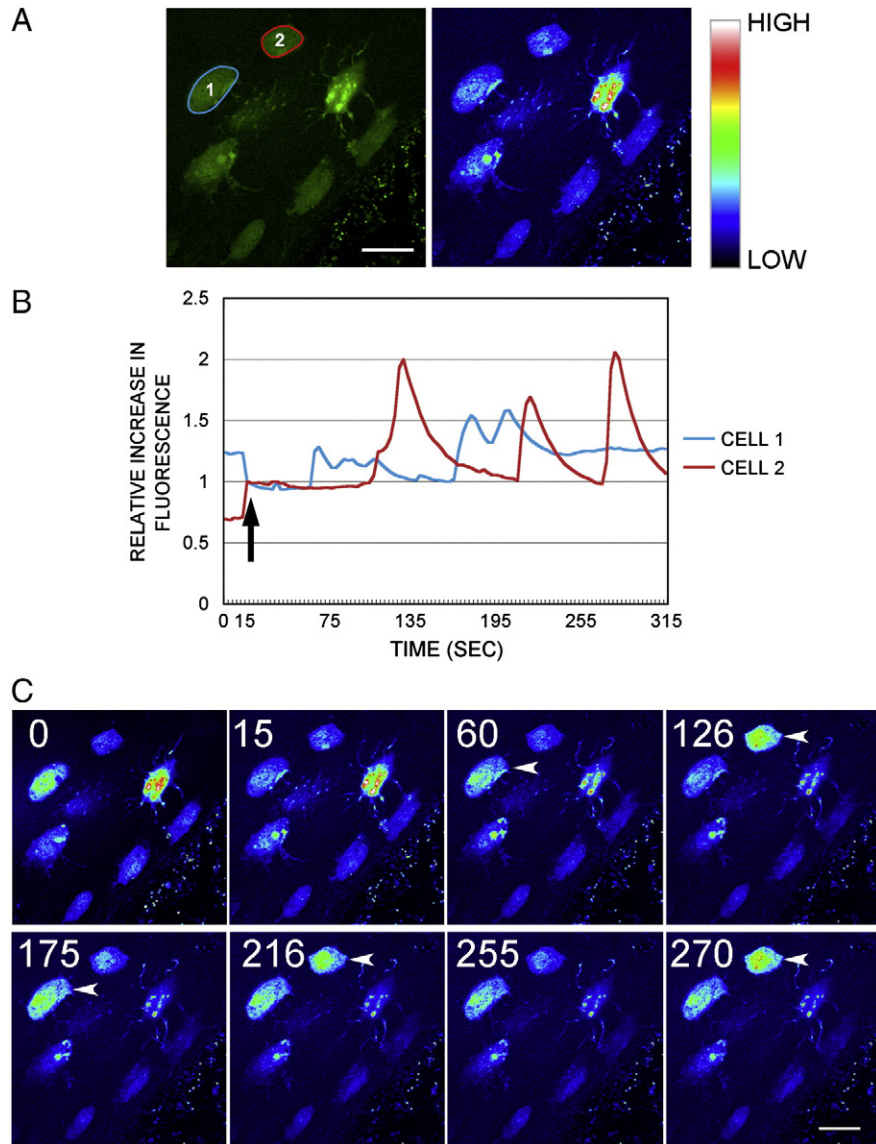 A
1
2
HIGH
LOW
B
RELATIVE INCREASE IN
FLUORESCENCE
2.5
2
1.5
1
0.5
0
0 15 75 135 195 255 315
TIME (SEC)
CELL 1
CELL 2
C
0
15
60
126
175
216
255
270